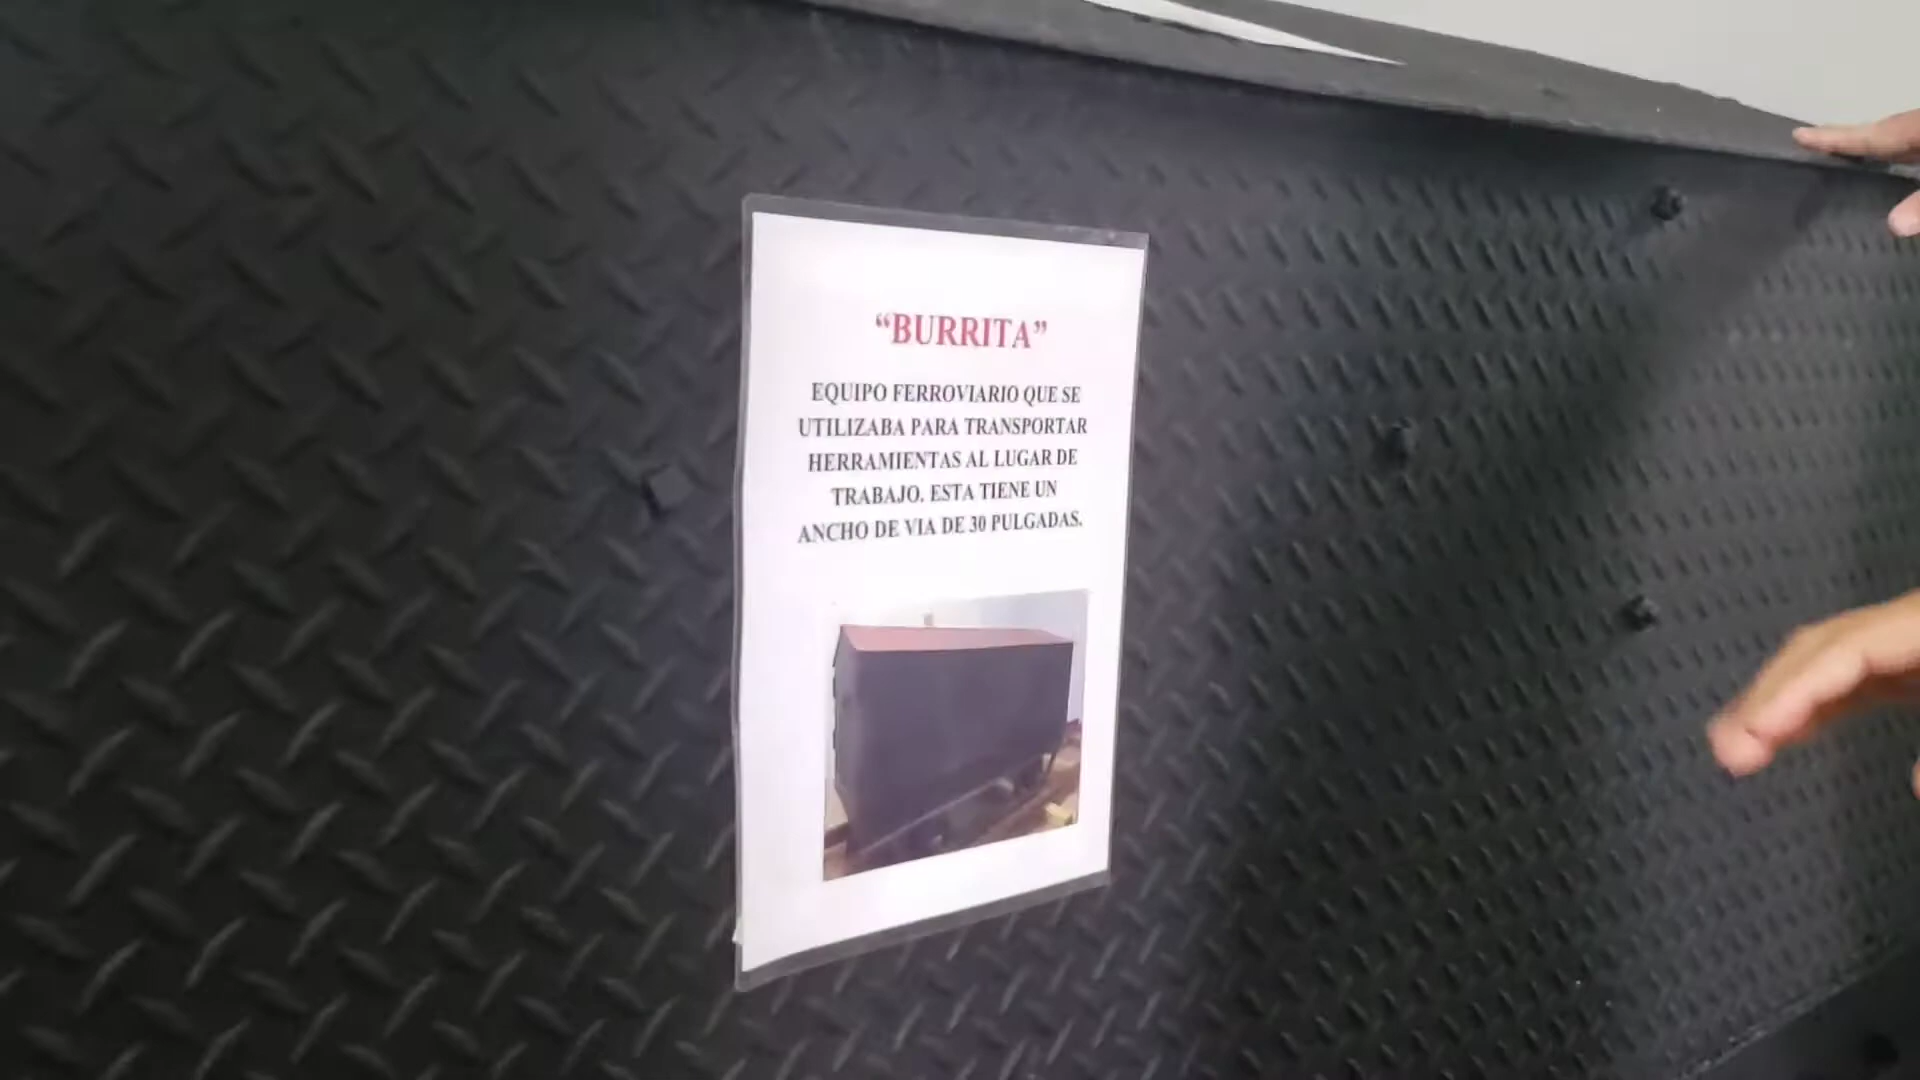 “BURRITA”
EQUIPO FERROVIARIO QUE SE
UTILIZABA PARA TRANSPORTAR
HERRAMIENTAS AL LUGAR DE
TRABAJO. ESTA TIENE UN
ANCHO DE VIA DE 30 PULGADAS.